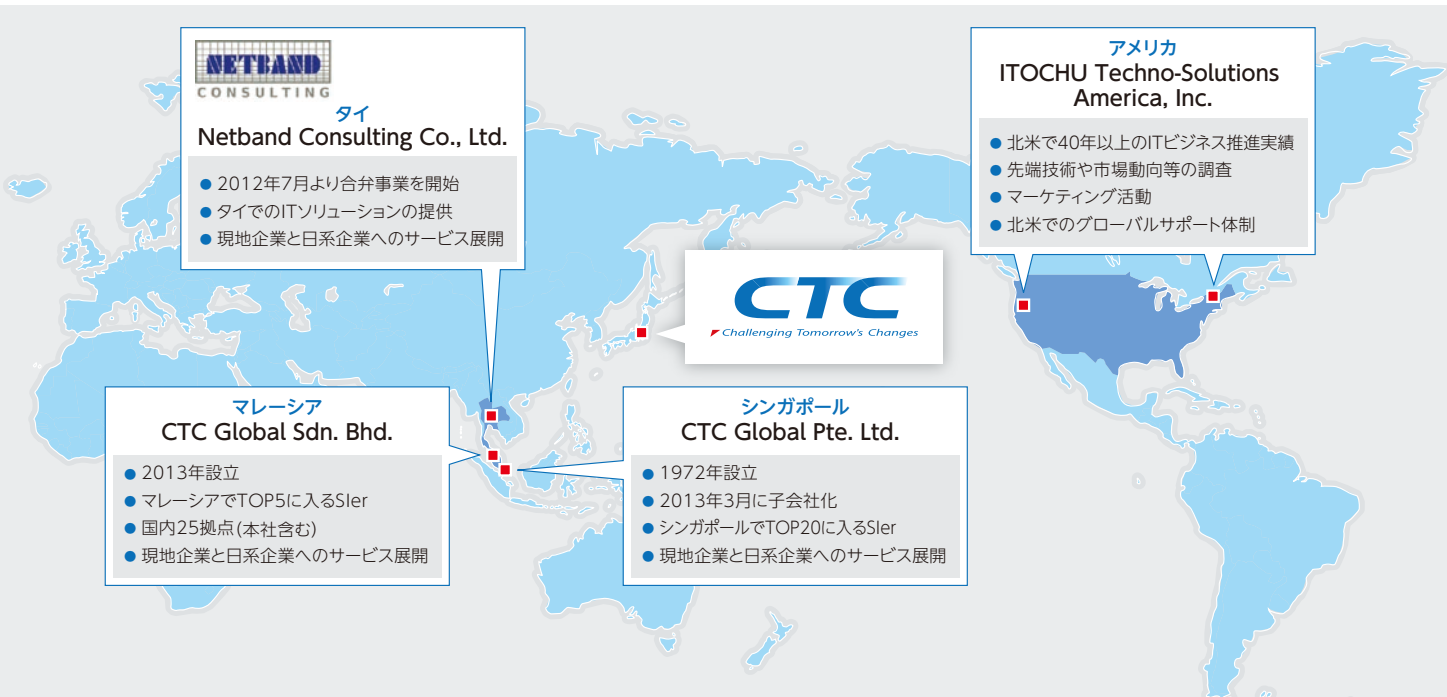 NETBAND
CONSULTING
タイ
Netband Consulting Co., Ltd.
● 2012年7月より合弁事業を開始
● タイでのITソリューションの提供
● 現地企業と日系企業へのサービス展開
アメリカ
ITOCHU Techno-Solutions
America, Inc.
● 北米で40年以上のITビジネス推進実績
● 先端技術や市場動向等の調査
● マーケティング活動
● 北米でのグローバルサポート体制
CTC
Challenging Tomorrow's Changes
マレーシア
CTC Global Sdn. Bhd.
● 2013年設立
● マレーシアでTOP5に入るSIer
● 国内25拠点(本社含む)
● 現地企業と日系企業へのサービス展開
シンガポール
CTC Global Pte. Ltd.
● 1972年設立
● 2013年3月に子会社化
● シンガポールでTOP20に入るSIer
● 現地企業と日系企業へのサービス展開